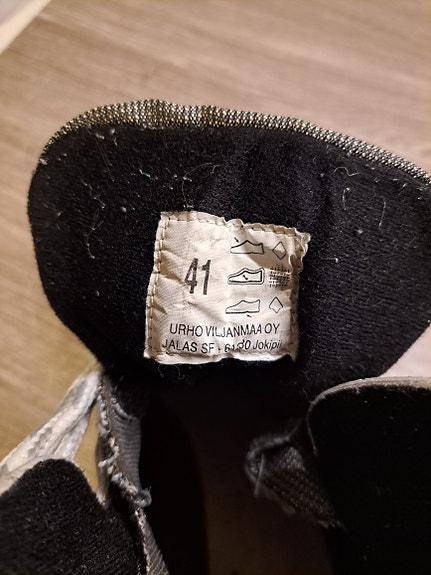 41
URHO VILJANMAA OY
JALAS SF - Jokipii